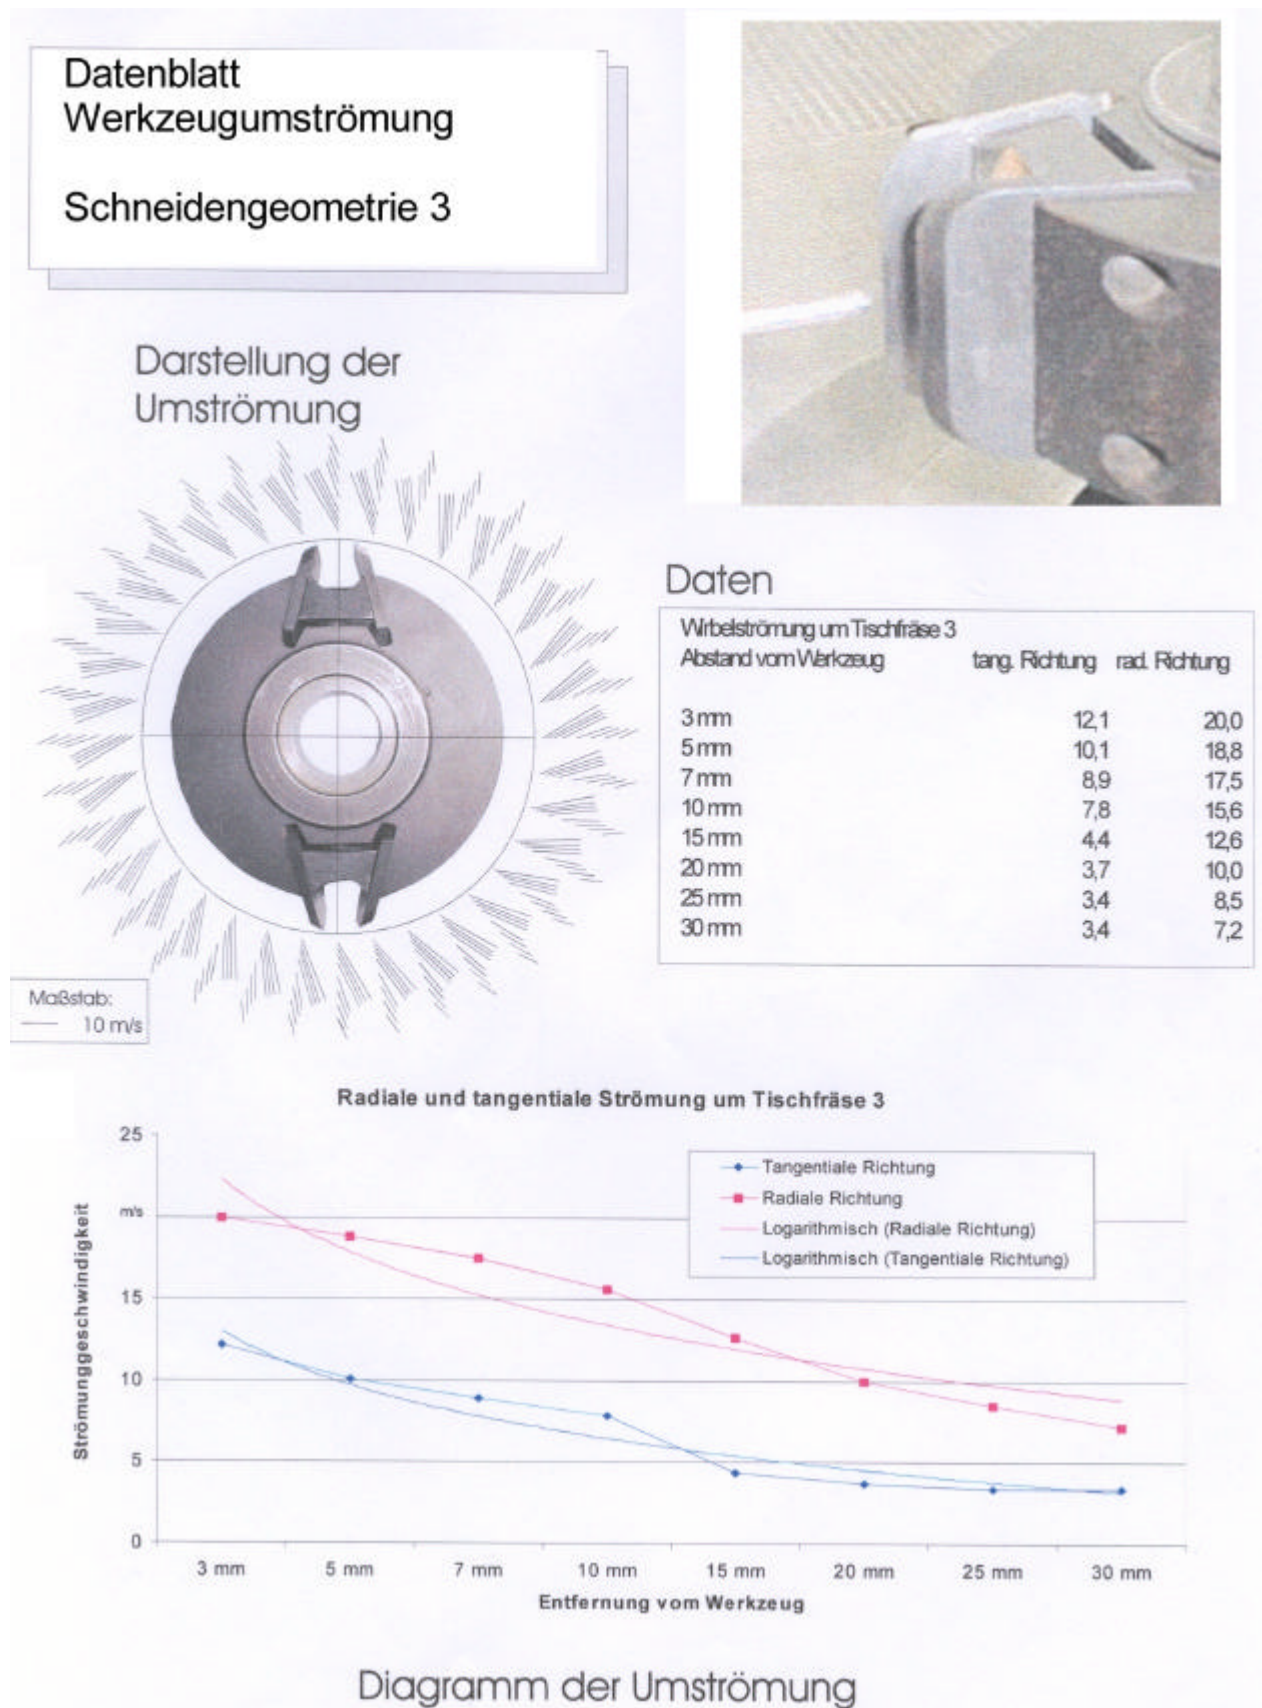 Datenblatt
Werkzeugumströmung
Schneidengeometrie 3
Darstellung der
Umströmung
Maßstab:
10 m/s
Daten
Wirbelströmung um Tischfräse 3
Abstand vom Werkzeug tang. Richtung rad. Richtung
3 mm 12,1 20,0
5 mm 10,1 18,8
7 mm 8,9 17,5
10 mm 7,8 15,6
15 mm 4,4 12,6
20 mm 3,7 10,0
25 mm 3,4 8,5
30 mm 3,4 7,2
Radiale und tangentiale Strömung um Tischfräse 3
25
m/s
15
10
5
0
Strömunggeschwindigkeit
Tangentiale Richtung
Radiale Richtung
Logarithmisch (Radiale Richtung)
Logarithmisch (Tangentiale Richtung)
3 mm 5 mm 7 mm 10 mm 15 mm 20 mm 25 mm 30 mm
Entfernung vom Werkzeug
Diagramm der Umströmung